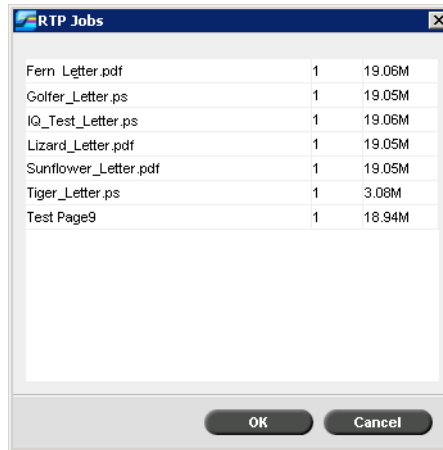 RTP Jobs
Fern Letter.pdf 1 19.06M
Golfer_Letter.ps 1 19.05M
IQ_Test_Letter.ps 1 19.06M
Lizard_Letter.pdf 1 19.05M
Sunflower_Letter.pdf 1 19.05M
Tiger_Letter.ps 1 3.08M
Test Page9 1 18.94M
OK Cancel